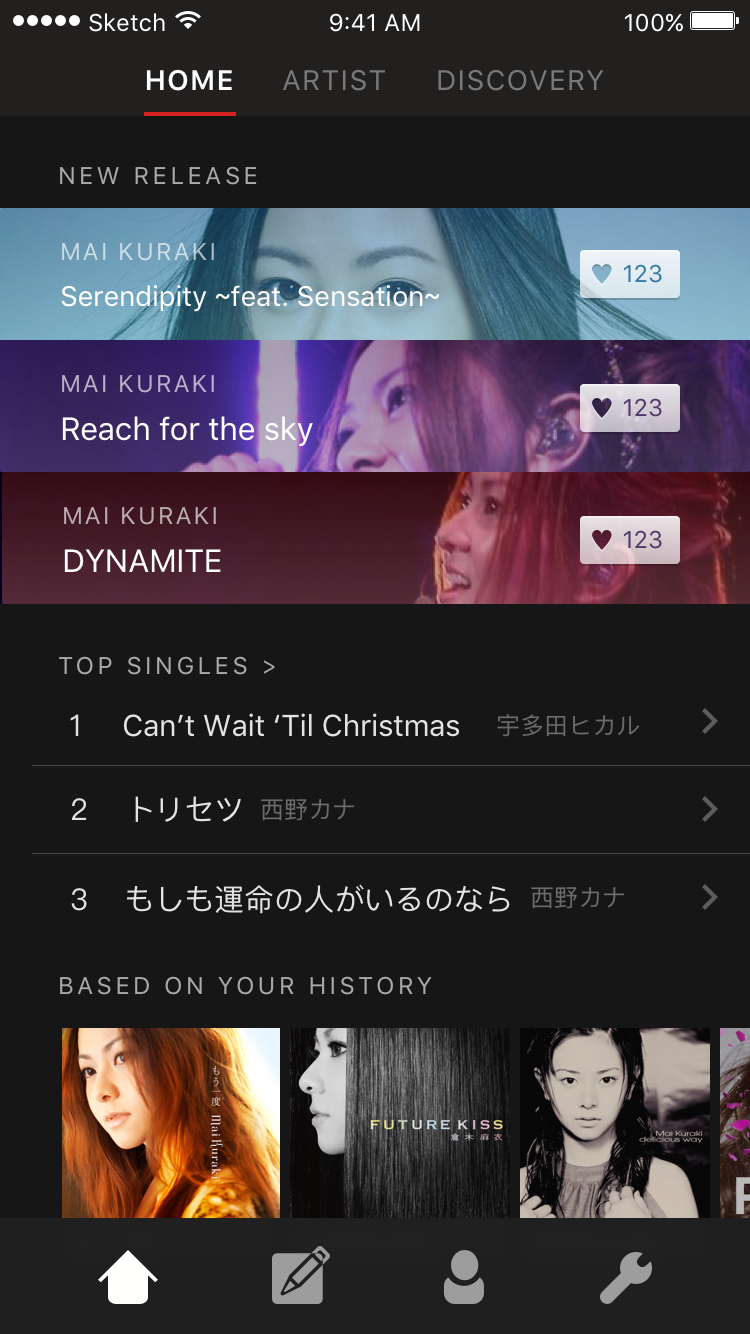 Sketch 9:41 AM 100%
HOME ARTIST DISCOVERY
NEW RELEASE
MAI KURAKI
Serendipity ~feat. Sensation~
123
MAI KURAKI
Reach for the sky
123
MAI KURAKI
DYNAMITE
123
TOP SINGLES >
1 Can’t Wait ‘Til Christmas 宇多田ヒカル
2 トリセツ 西野カナ
3 もしも運命の人がいるのなら 西野カナ
BASED ON YOUR HISTORY
もう一度 Mai Kuraki
FUTURE KISS
倉木麻衣
Mai Kuraki
delicious way
P